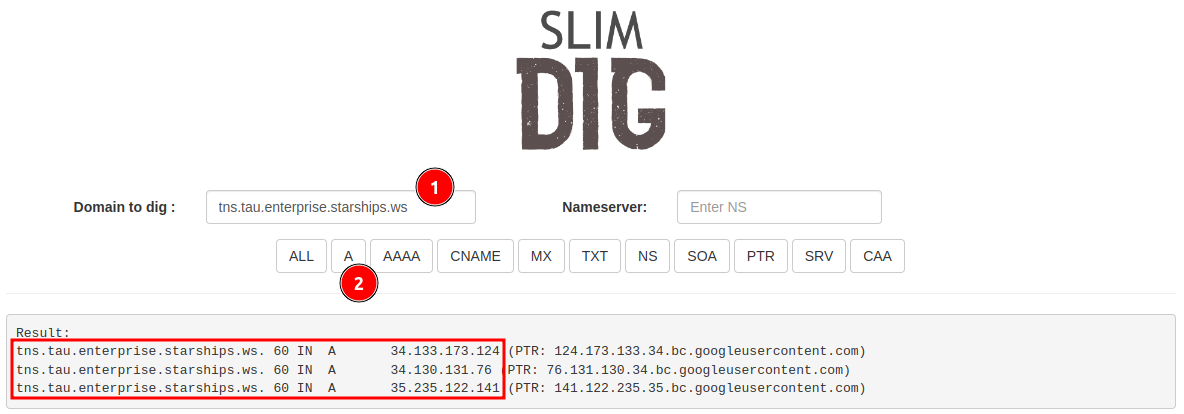 SLIM
DIG
1
Domain to dig : tns.tau.enterprise.starships.ws Nameserver: Enter NS
ALL A AAAA CNAME MX TXT NS SOA PTR SRV CAA
2
Result:
tns.tau.enterprise.starships.ws. 60 IN A 34.133.173.124 (PTR: 124.173.133.34.bc.googleusercontent.com)
tns.tau.enterprise.starships.ws. 60 IN A 34.130.131.76 (PTR: 76.131.130.34.bc.googleusercontent.com)
tns.tau.enterprise.starships.ws. 60 IN A 35.235.122.141 (PTR: 141.122.235.35.bc.googleusercontent.com)